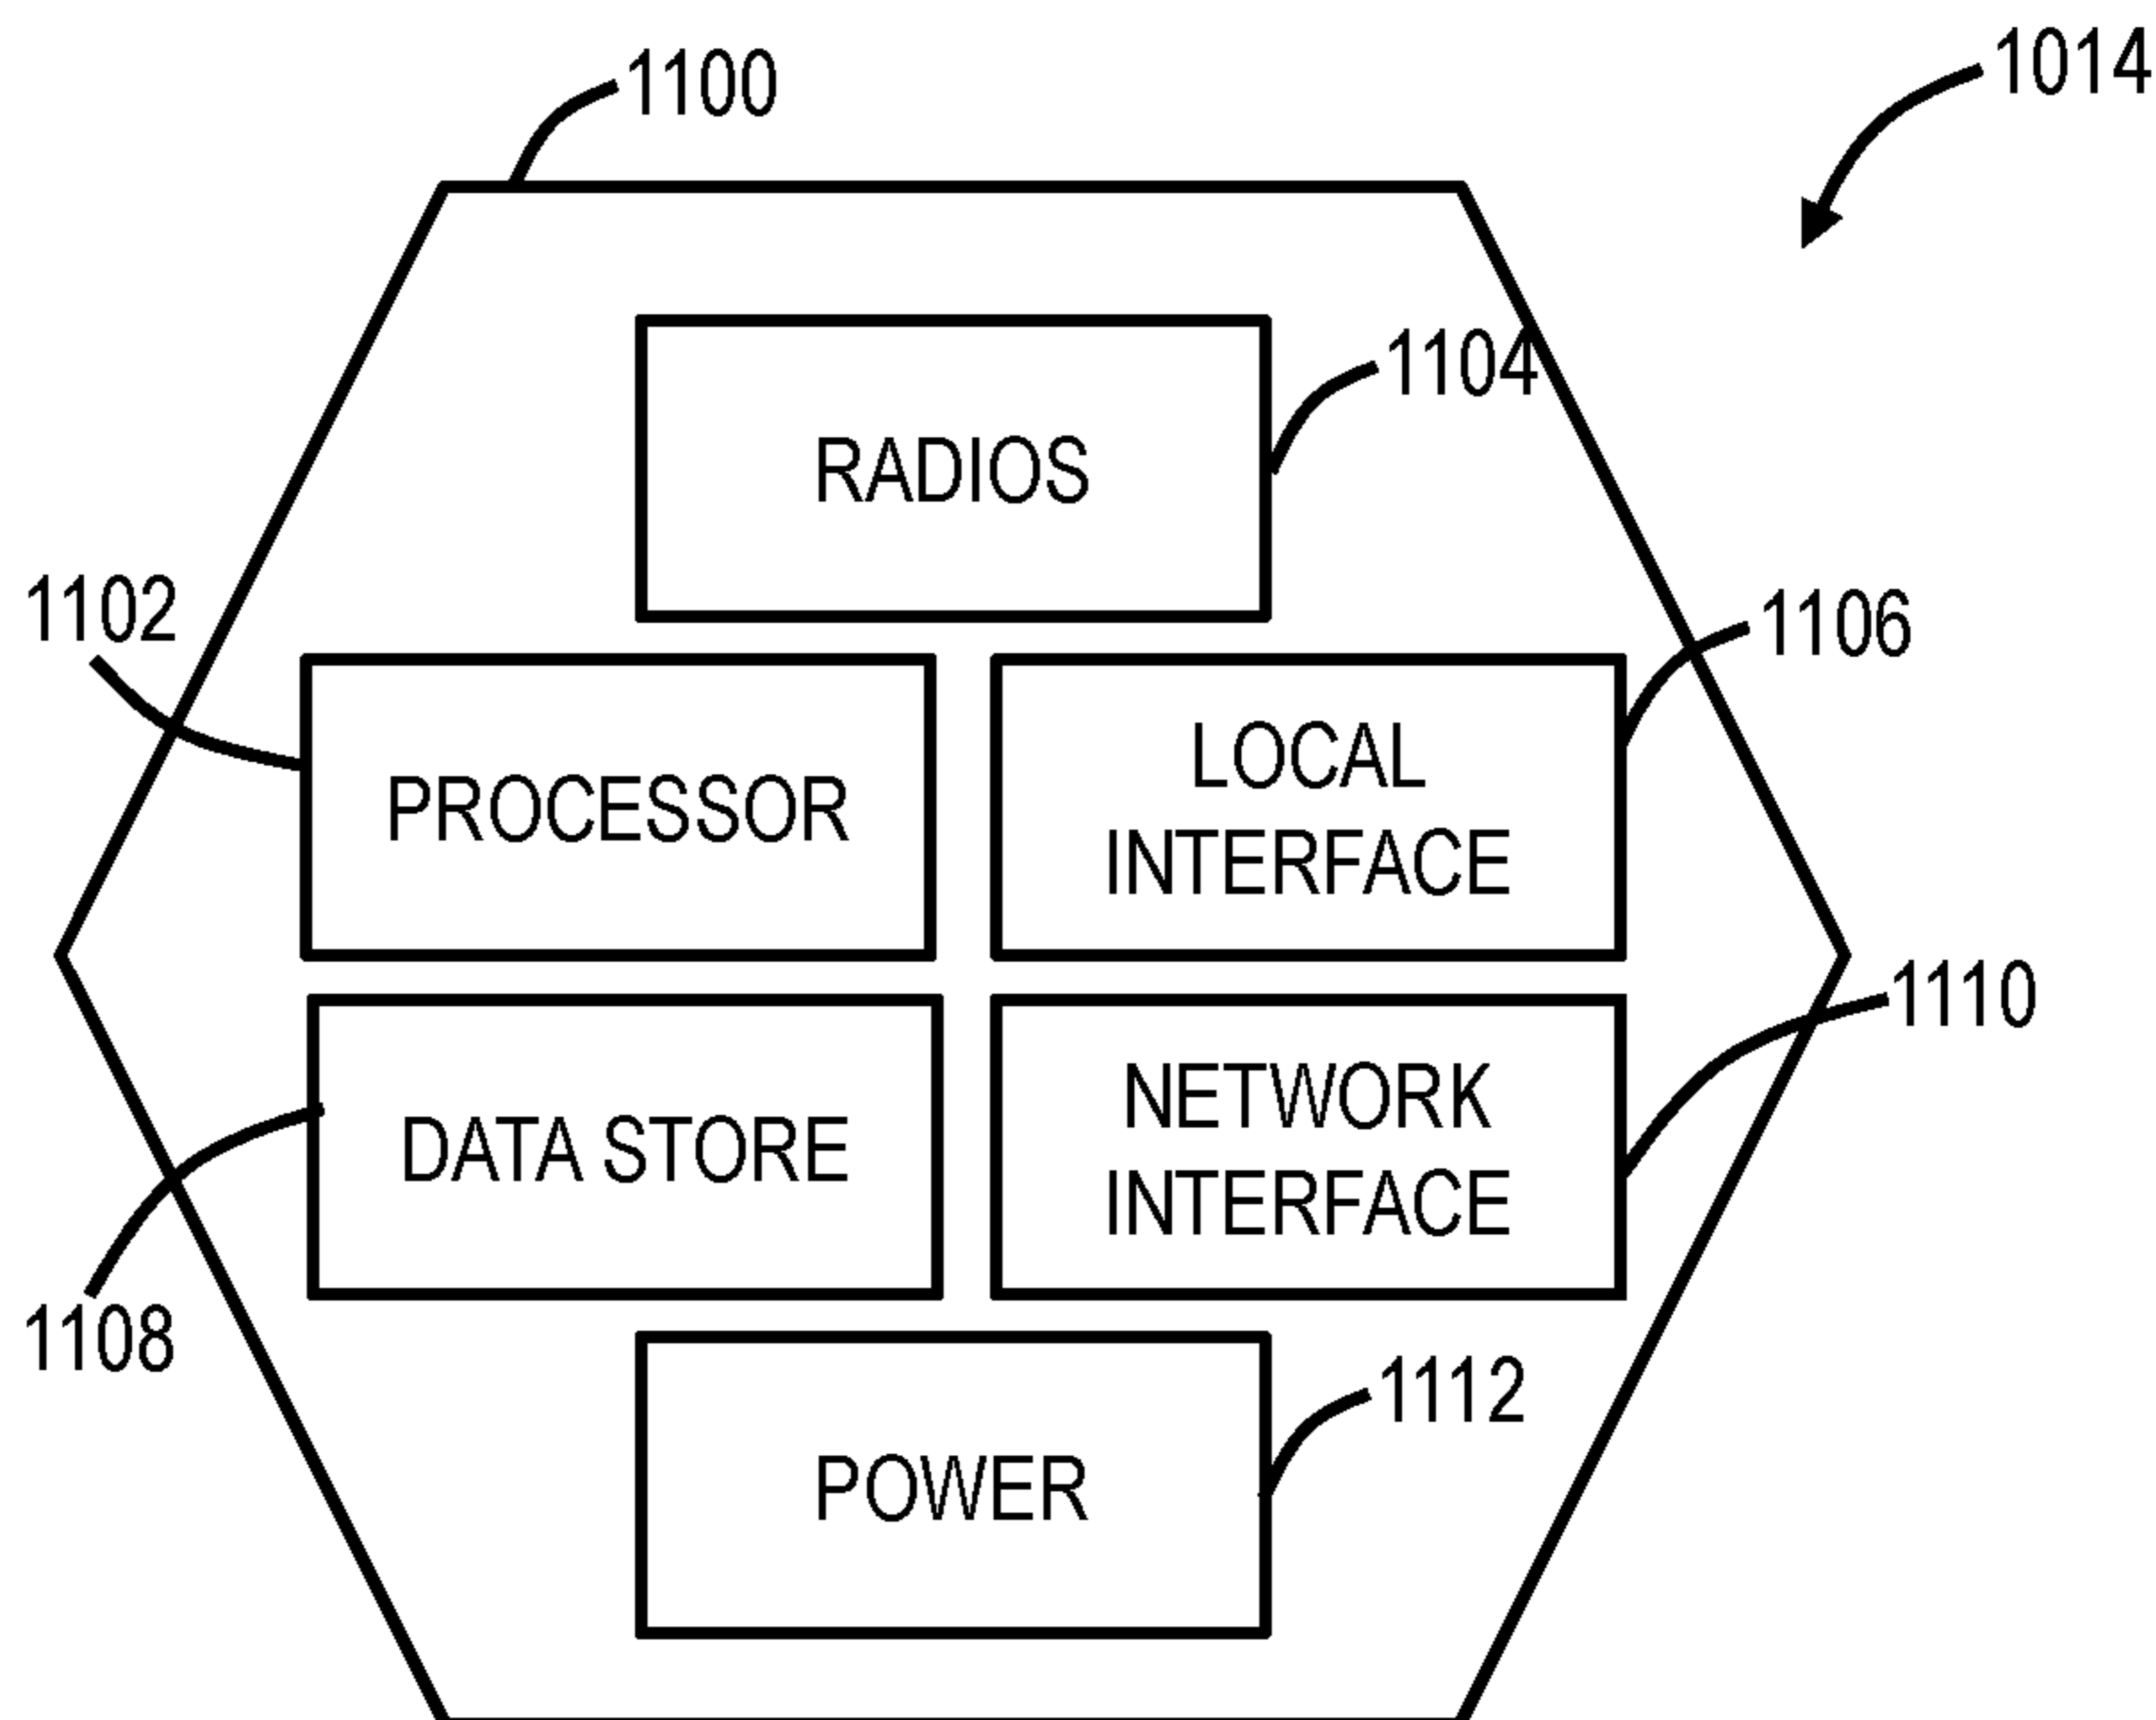 1100
1014
1104
RADIOS
1102
1106
PROCESSOR
LOCAL
INTERFACE
1110
DATA STORE
NETWORK
INTERFACE
1108
1112
POWER